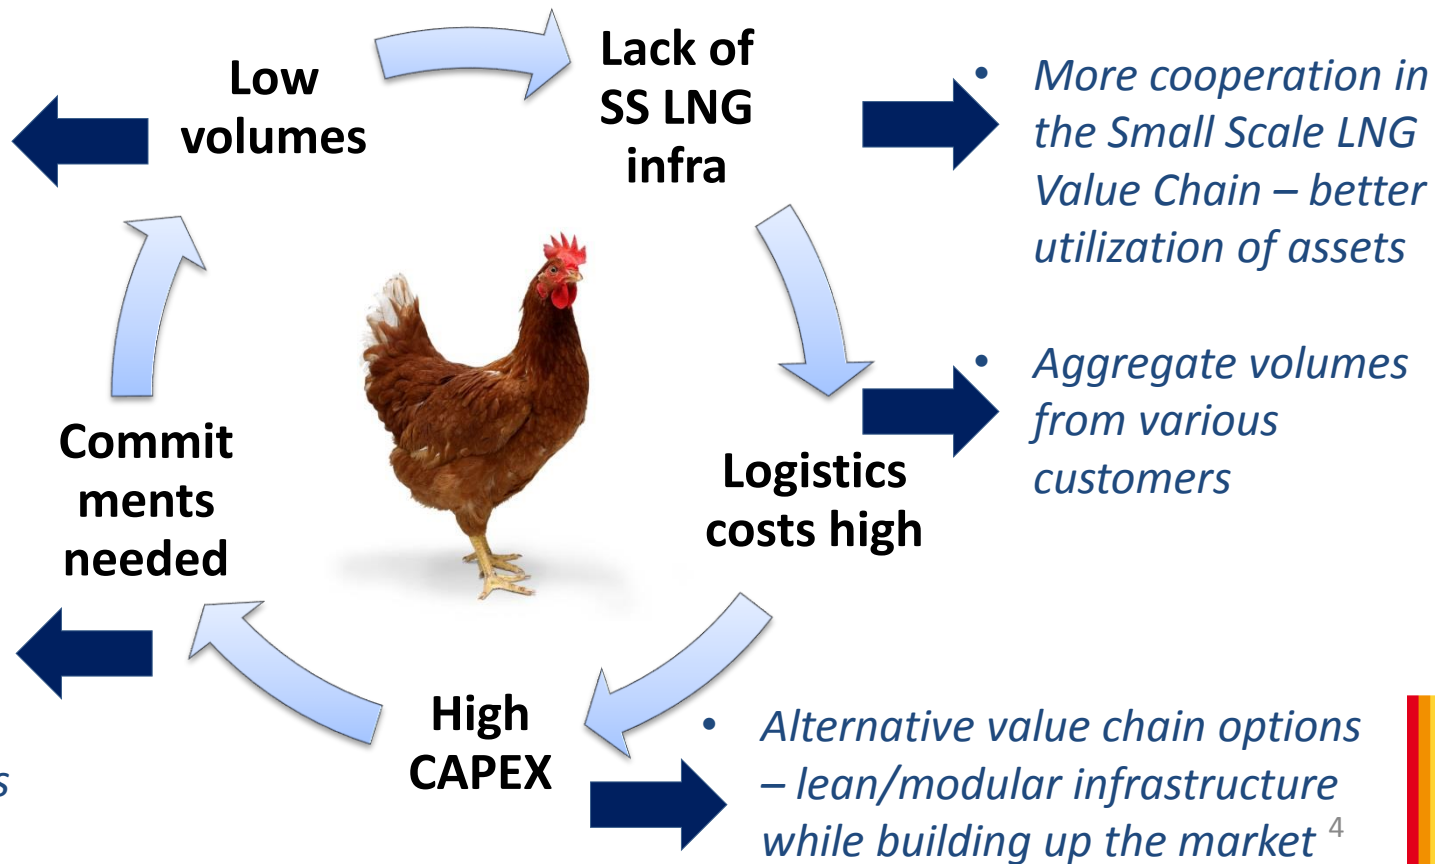 Low
volumes
Lack of
SS LNG
infra
• More cooperation in
the Small Scale LNG
Value Chain – better
utilization of assets
• Aggregate volumes
from various
customers
Logistics
costs high
Commit
ments
needed
High
CAPEX
• Alternative value chain options
– lean/modular infrastructure
while building up the market
4
s